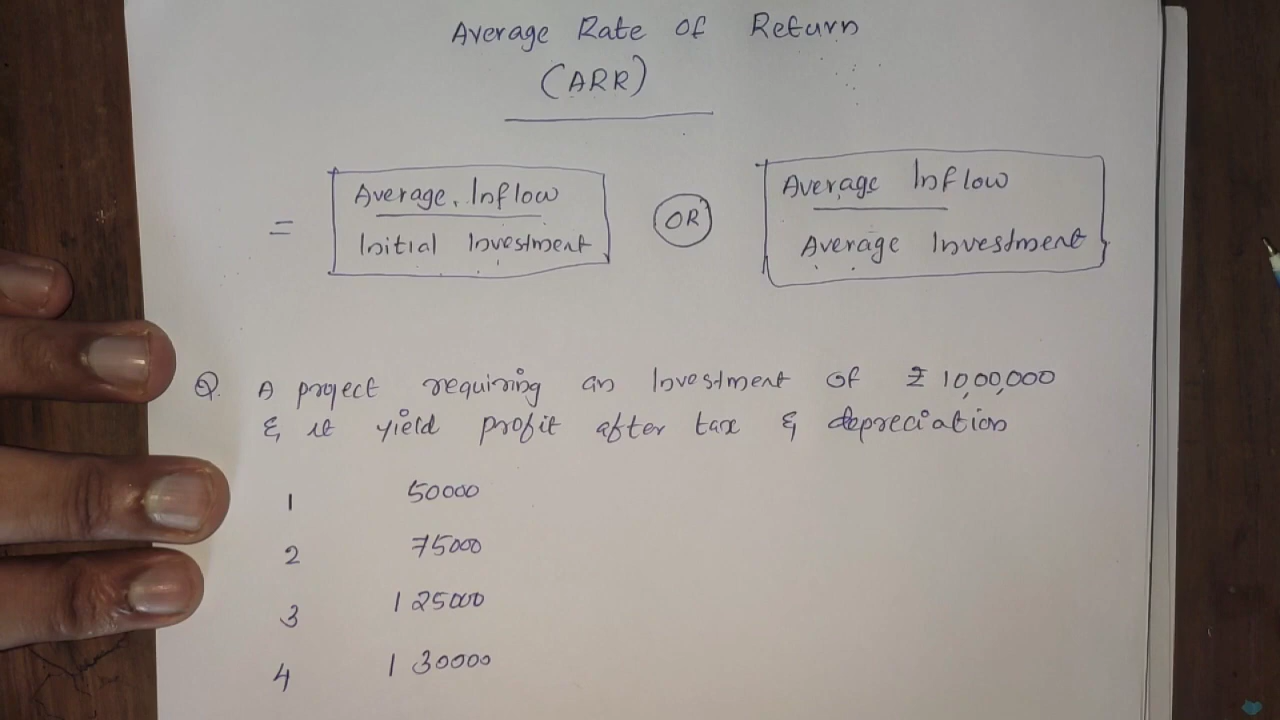 Average Rate of Return
(ARR)
= Average Inflow OR Average Inflow
Initial Investment Average Investment
Q. A project requiring an Investment of ₹ 10,00,000
& it yield profit after tax & depreciation
1 50000
2 75000
3 125000
4 130000